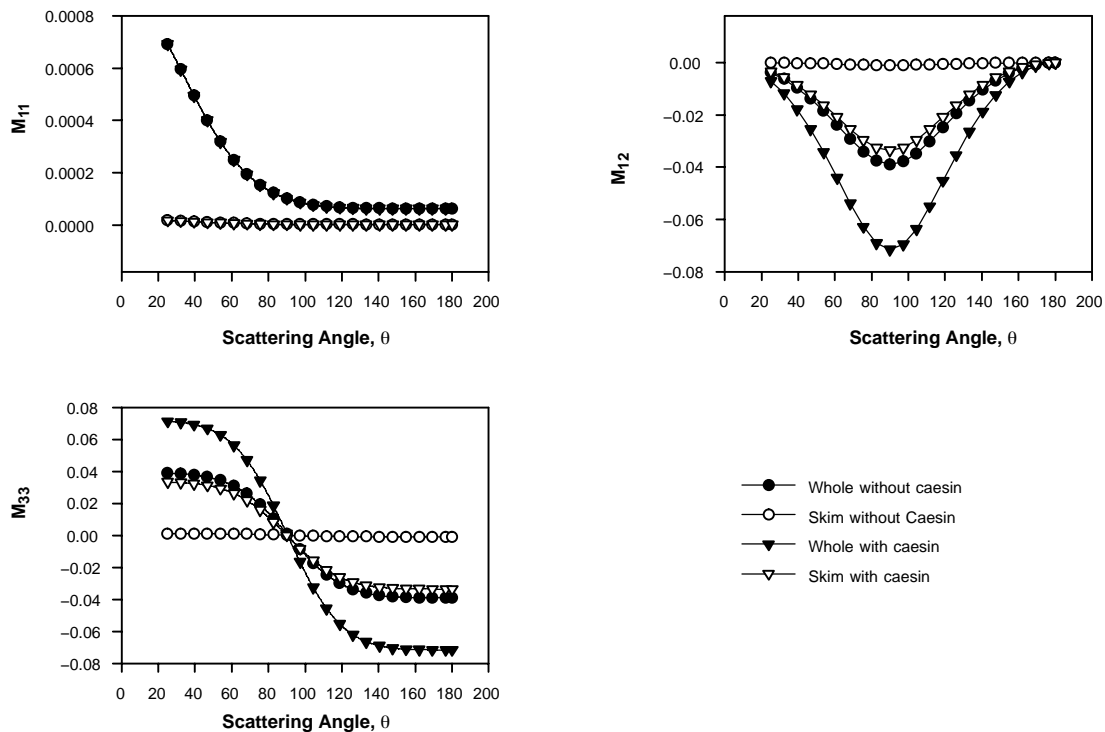 0.0008
0.0006
0.0004
0.0002
0.0000
M11
0 20 40 60 80 100 120 140 160 180 200
Scattering Angle, θ
0.00
−0.02
−0.04
−0.06
−0.08
M12
0 20 40 60 80 100 120 140 160 180 200
Scattering Angle, θ
0.08
0.06
0.04
0.02
0.00
−0.02
−0.04
−0.06
−0.08
M33
0 20 40 60 80 100 120 140 160 180 200
Scattering Angle, θ
Whole without caesin
Skim without Caesin
Whole with caesin
Skim with caesin